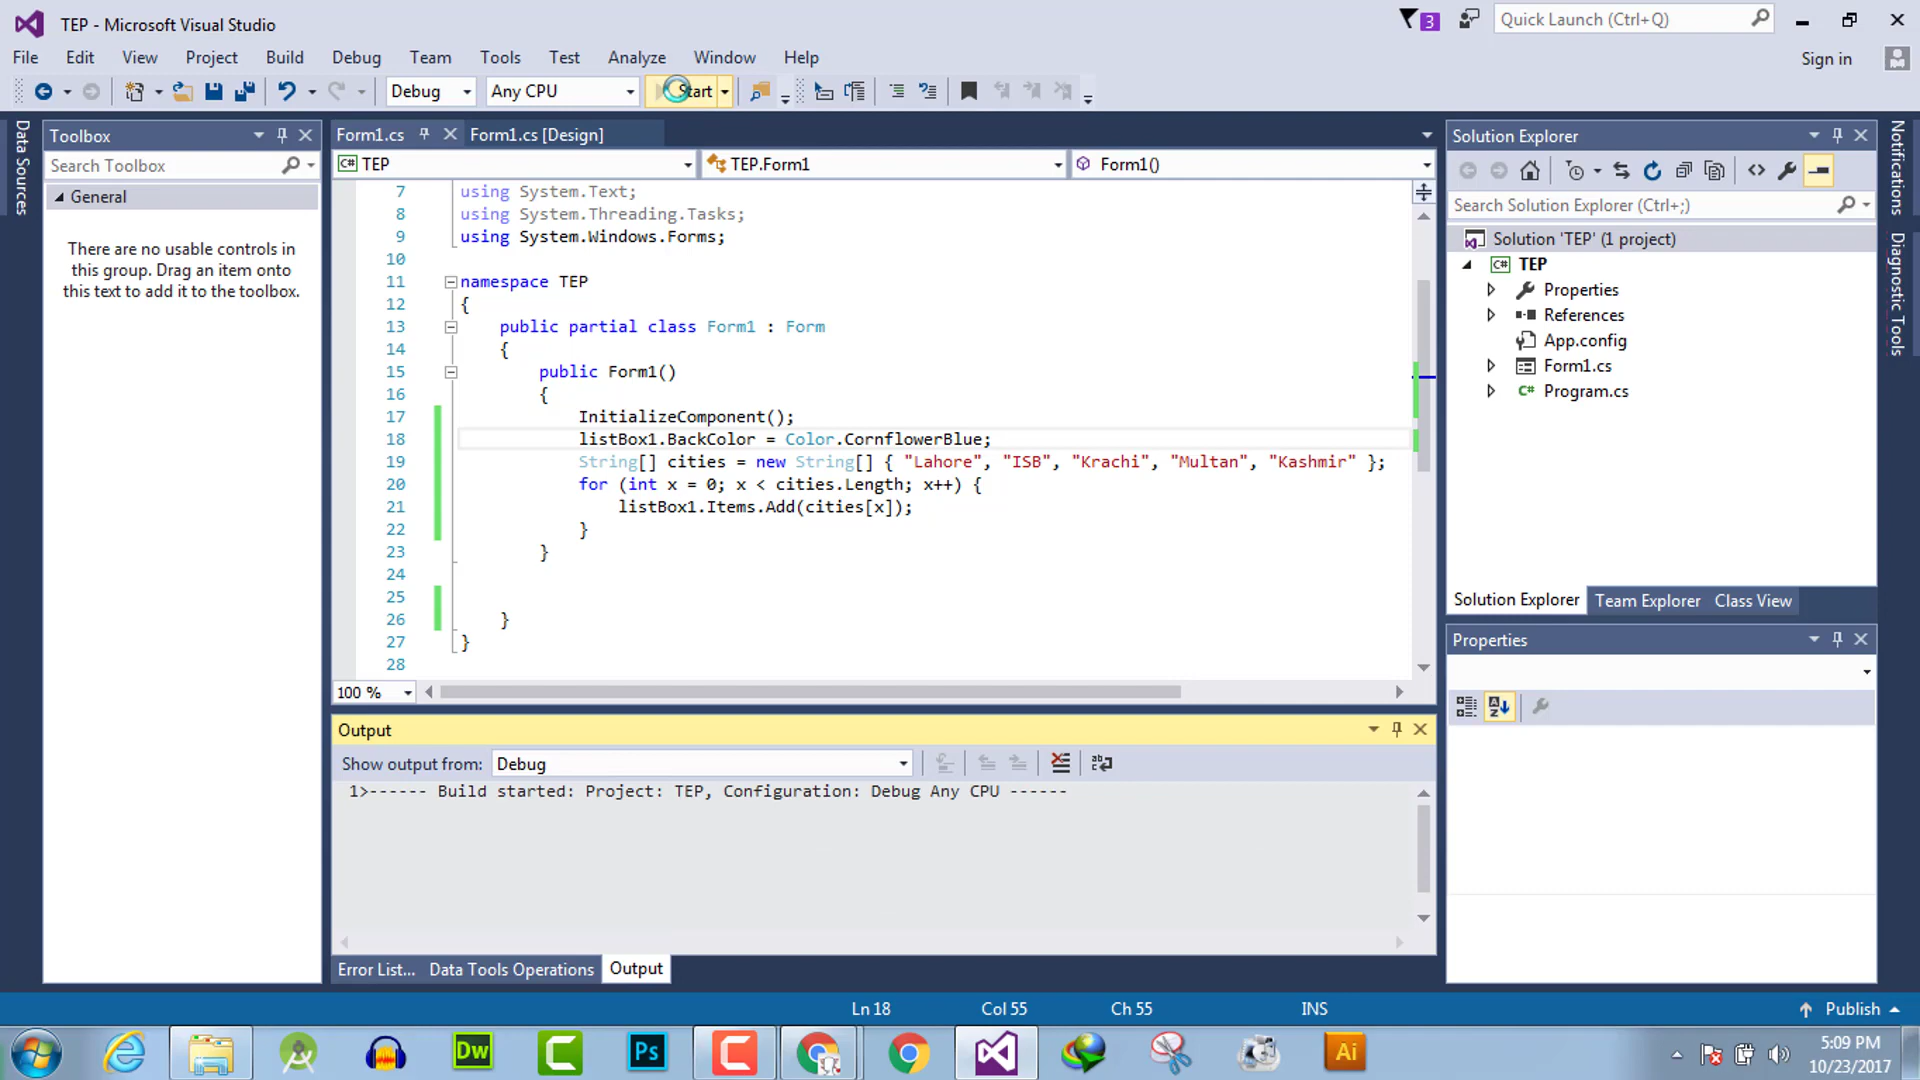 TEP - Microsoft Visual Studio
3
Quick Launch (Ctrl+Q)
File Edit View Project Build Debug Team Tools Test Analyze Window Help
Sign in
Debug Any CPU Start
Data Sources
Toolbox
Search Toolbox
General
There are no usable controls in
this group. Drag an item onto
this text to add it to the toolbox.
Form1.cs Form1.cs [Design]
C# TEP TEP.Form1 Form1()
7 using System.Text;
8 using System.Threading.Tasks;
9 using System.Windows.Forms;
10
11 namespace TEP
12 {
13 public partial class Form1 : Form
14 {
15 public Form1()
16 {
17 InitializeComponent();
18 listBox1.BackColor = Color.CornflowerBlue;
19 String[] cities = new String[] { "Lahore", "ISB", "Krachi", "Multan", "Kashmir" };
20 for (int x = 0; x < cities.Length; x++) {
21 listBox1.Items.Add(cities[x]);
22 }
23 }
24
25
26 }
27 }
28
100 %
Output
Show output from: Debug
1>------ Build started: Project: TEP, Configuration: Debug Any CPU ------
Error List... Data Tools Operations Output
Solution Explorer
Search Solution Explorer (Ctrl+;)
Solution 'TEP' (1 project)
C# TEP
Properties
References
App.config
Form1.cs
C# Program.cs
Solution Explorer Team Explorer Class View
Properties
Notifications
Diagnostic Tools
Ln 18 Col 55 Ch 55 INS Publish
Dw Ps Ai
5:09 PM
10/23/2017